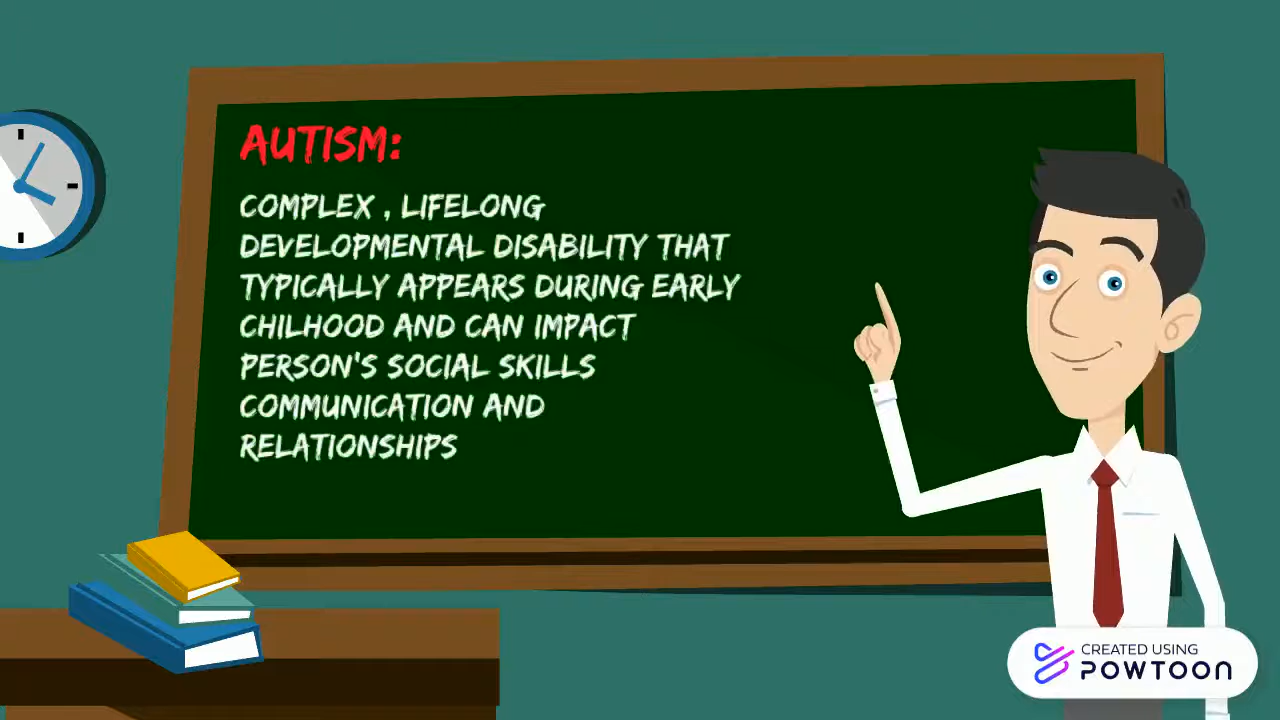 AUTISM:
COMPLEX , LIFELONG
DEVELOPMENTAL DISABILITY THAT
TYPICALLY APPEARS DURING EARLY
CHILHOOD AND CAN IMPACT
PERSON'S SOCIAL SKILLS
COMMUNICATION AND
RELATIONSHIPS
CREATED USING
POWTOON